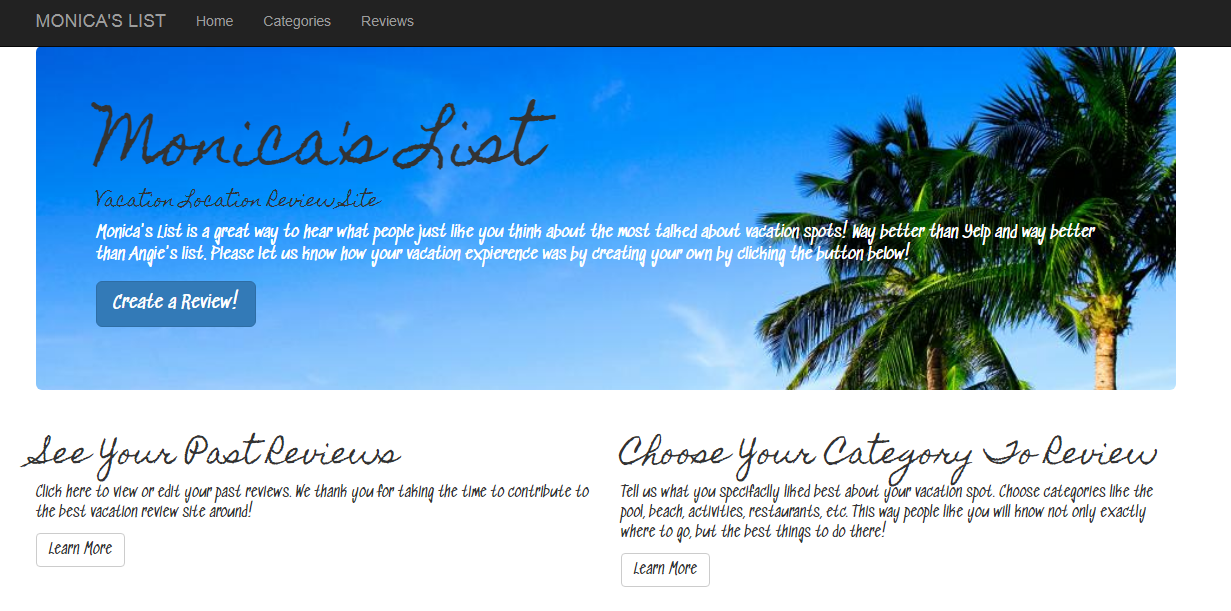 MONICA'S LIST Home Categories Reviews
Monica's List
Vacation Location Review Site
Monica's List is a great way to hear what people just like you think about the most talked about vacation spots! Way better than Yelp and way better
than Angie's list. Please let us know how your vacation expierence was by creating your own by clicking the button below!
Create a Review!
See Your Past Reviews
Click here to view or edit your past reviews. We thank you for taking the time to contribute to
the best vacation review site around!
Learn More
Choose Your Category To Review
Tell us what you specifaclly liked best about your vacation spot. Choose categories like the
pool, beach, activities, restaurants, etc. This way people like you will know not only exactly
where to go, but the best things to do there!
Learn More